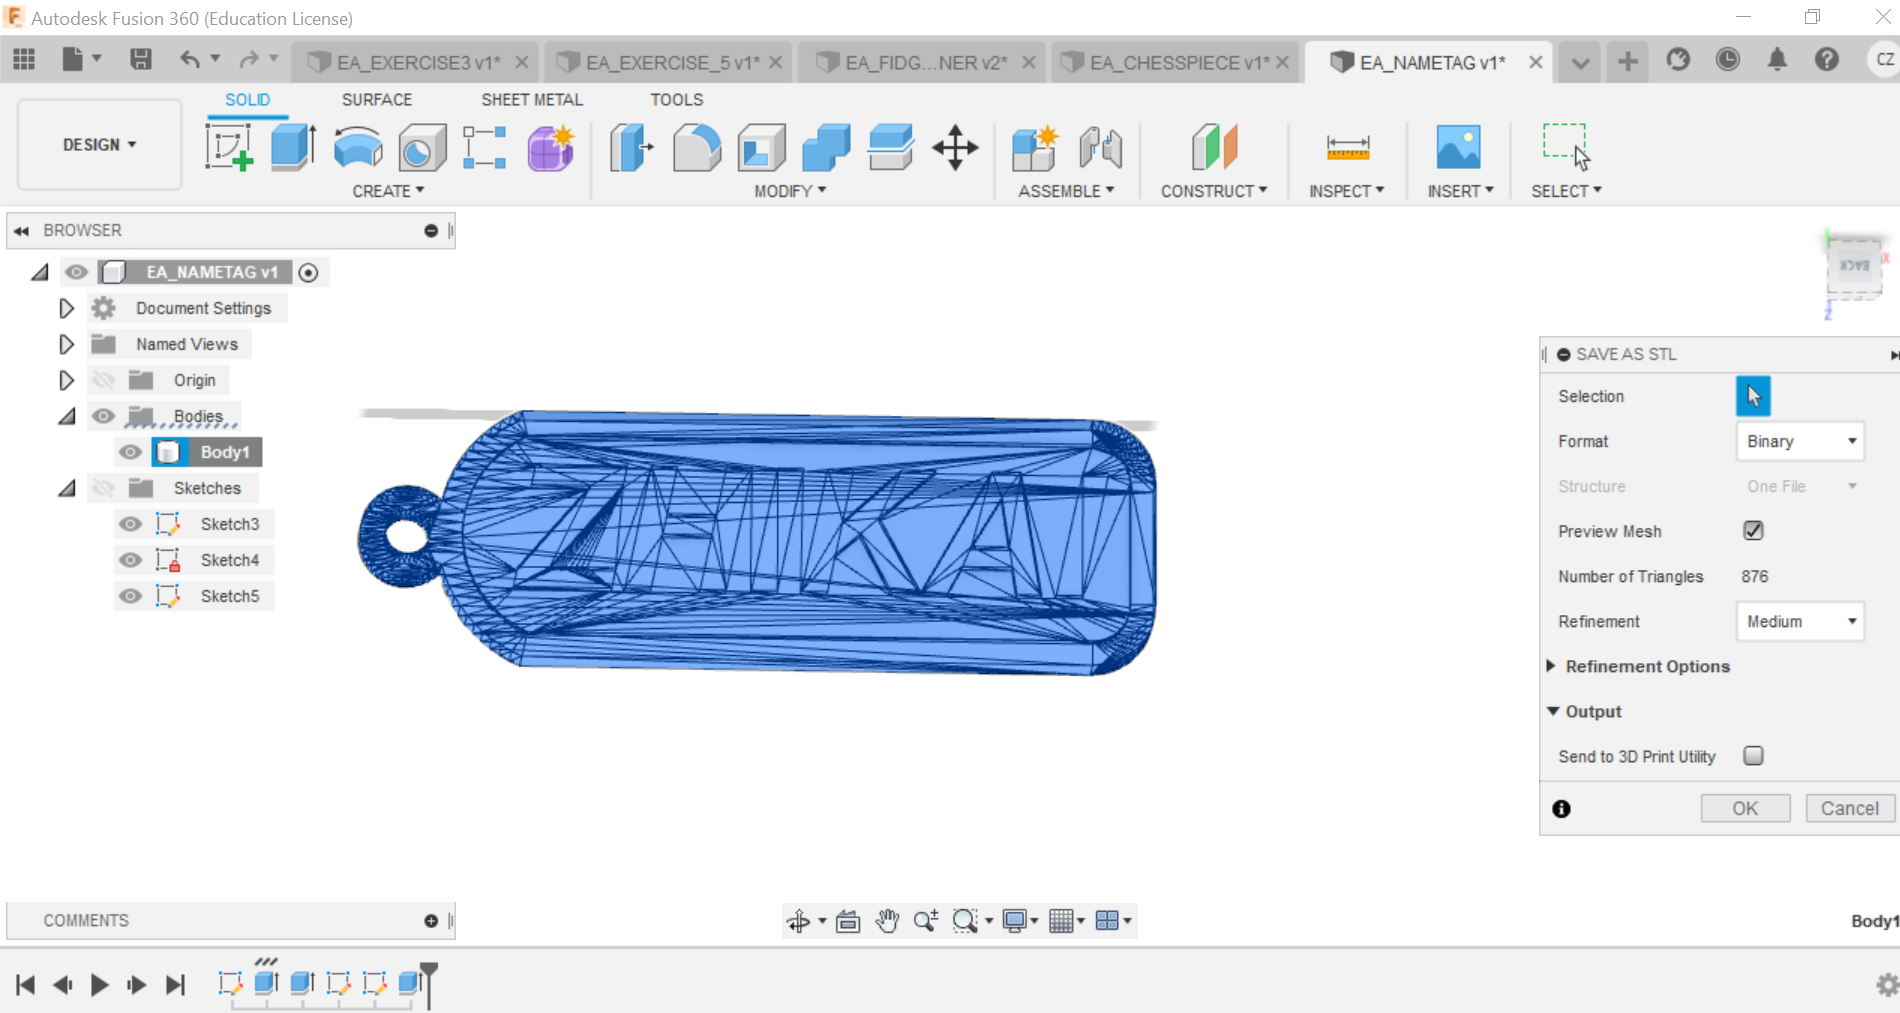 Autodesk Fusion 360 (Education License)
EA_EXERCISE3 v1*
EA_EXERCISE_5 v1*
EA_FIDG...NER v2*
EA_CHESSPIECE v1*
EA_NAMETAG v1*
CZ
SOLID
SURFACE
SHEET METAL
TOOLS
DESIGN
CREATE
MODIFY
ASSEMBLE
CONSTRUCT
INSPECT
INSERT
SELECT
BROWSER
EA_NAMETAG v1
Document Settings
Named Views
Origin
Bodies
Body1
Sketches
Sketch3
Sketch4
Sketch5
BACK
X
Z
SAVE AS STL
Selection
Format
Binary
Structure
One File
Preview Mesh
Number of Triangles
876
Refinement
Medium
Refinement Options
Output
Send to 3D Print Utility
OK
Cancel
COMMENTS
Body1